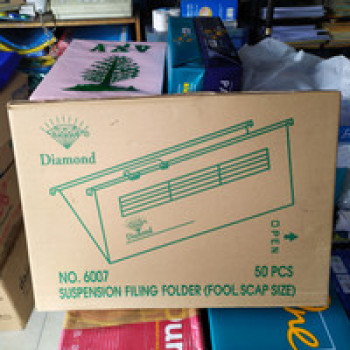 Diamond
Diamond
OPEN
NO. 6007 50 PCS
SUSPENSION FILING FOLDER (FOOL SCAP SIZE)